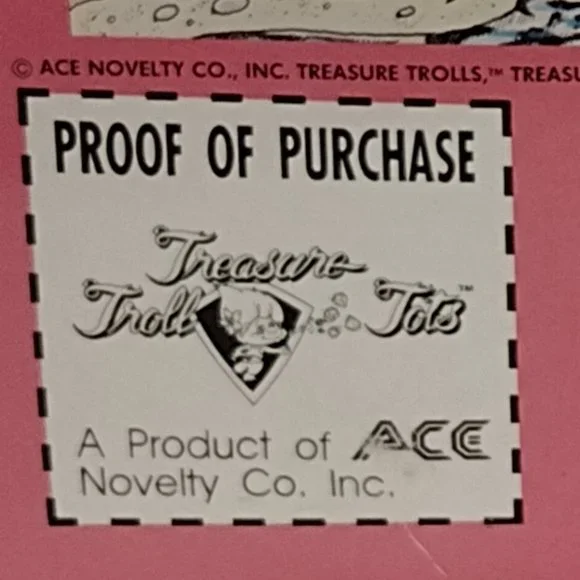 © ACE NOVELTY CO., INC. TREASURE TROLLS,™ TREASU
PROOF OF PURCHASE
Treasure
Troll Tots™
A Product of ACE
Novelty Co. Inc.